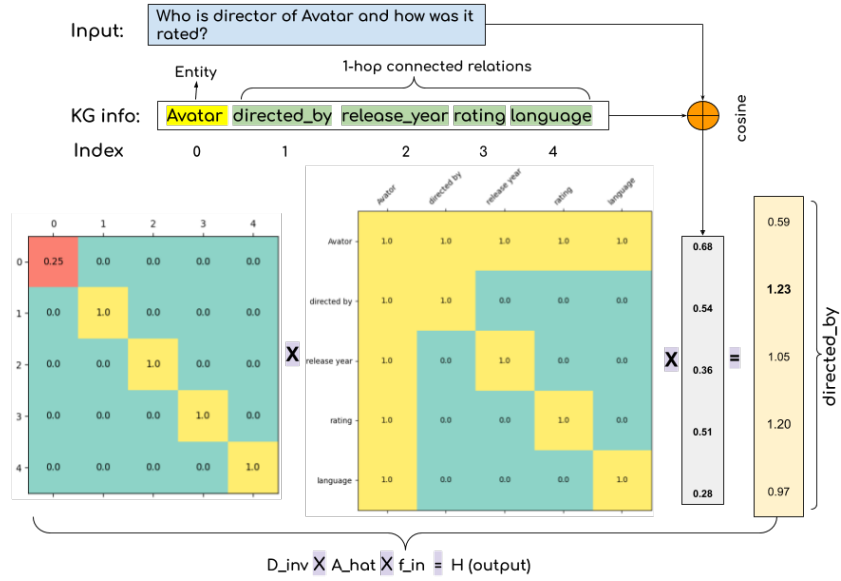 Input:
Who is director of Avatar and how was it
rated?
Entity
1-hop connected relations
KG info:
Avatar directed_by release_year rating language
cosine
Index 0 1 2 3 4
Avator directed by release year rating language
0 1 2 3 4
0 0.25 0.0 0.0 0.0 0.0
1 0.0 1.0 0.0 0.0 0.0
2 0.0 0.0 1.0 0.0 0.0
3 0.0 0.0 0.0 1.0 0.0
4 0.0 0.0 0.0 0.0 1.0
X
Avator 1.0 1.0 1.0 1.0 1.0
directed by 1.0 1.0 0.0 0.0 0.0
release year 1.0 0.0 1.0 0.0 0.0
rating 1.0 0.0 0.0 1.0 0.0
language 1.0 0.0 0.0 0.0 1.0
X
0.68
0.54
0.36
0.51
0.28
=
0.59
1.23
1.05
1.20
0.97
directed_by
D_inv X A_hat X f_in = H (output)